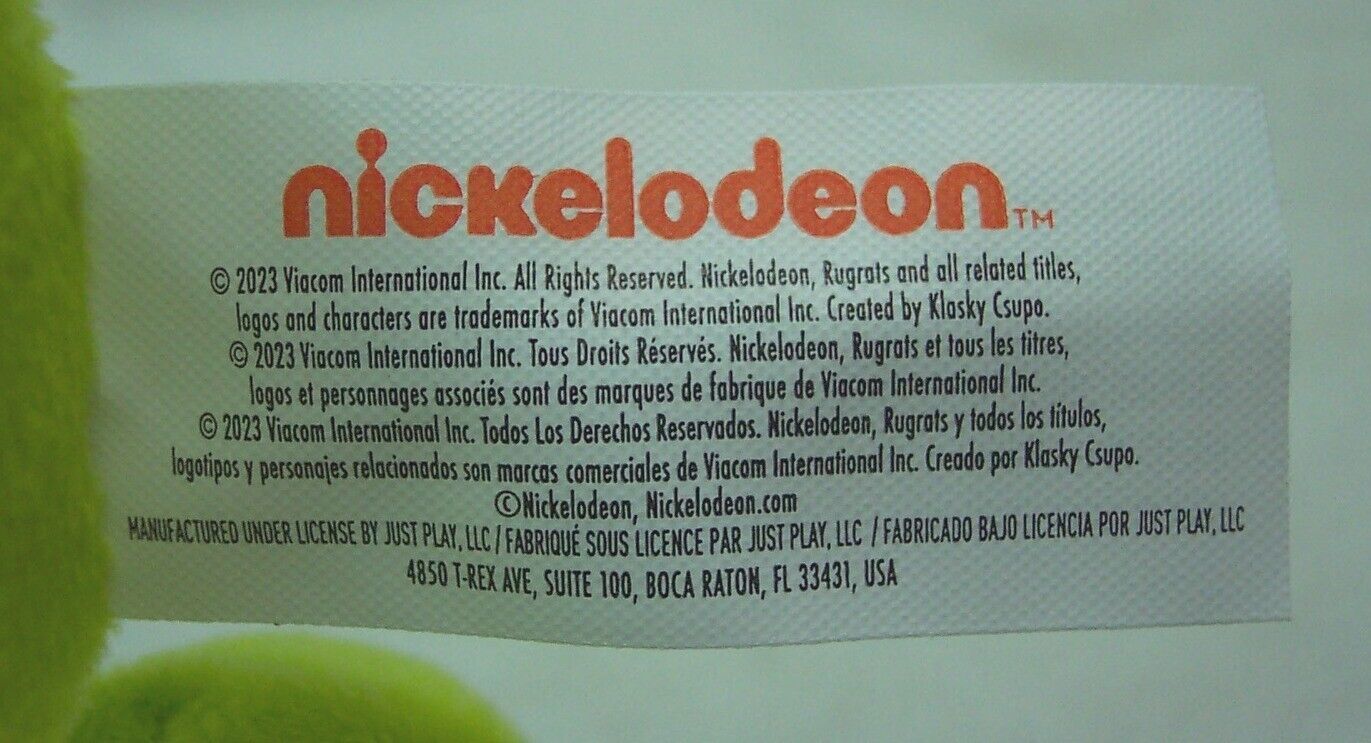 nickelodeon™
© 2023 Viacom International Inc. All Rights Reserved. Nickelodeon, Rugrats and all related titles,
logos and characters are trademarks of Viacom International Inc. Created by Klasky Csupo.
© 2023 Viacom International Inc. Tous Droits Réservés. Nickelodeon, Rugrats et tous les titres,
logos et personnages associés sont des marques de fabrique de Viacom International Inc.
© 2023 Viacom International Inc. Todos Los Derechos Reservados. Nickelodeon, Rugrats y todos los títulos,
logotipos y personajes relacionados son marcas comerciales de Viacom International Inc. Creado por Klasky Csupo.
©Nickelodeon, Nickelodeon.com
MANUFACTURED UNDER LICENSE BY JUST PLAY, LLC / FABRIQUÉ SOUS LICENCE PAR JUST PLAY, LLC / FABRICADO BAJO LICENCIA POR JUST PLAY, LLC
4850 T-REX AVE, SUITE 100, BOCA RATON, FL 33431, USA